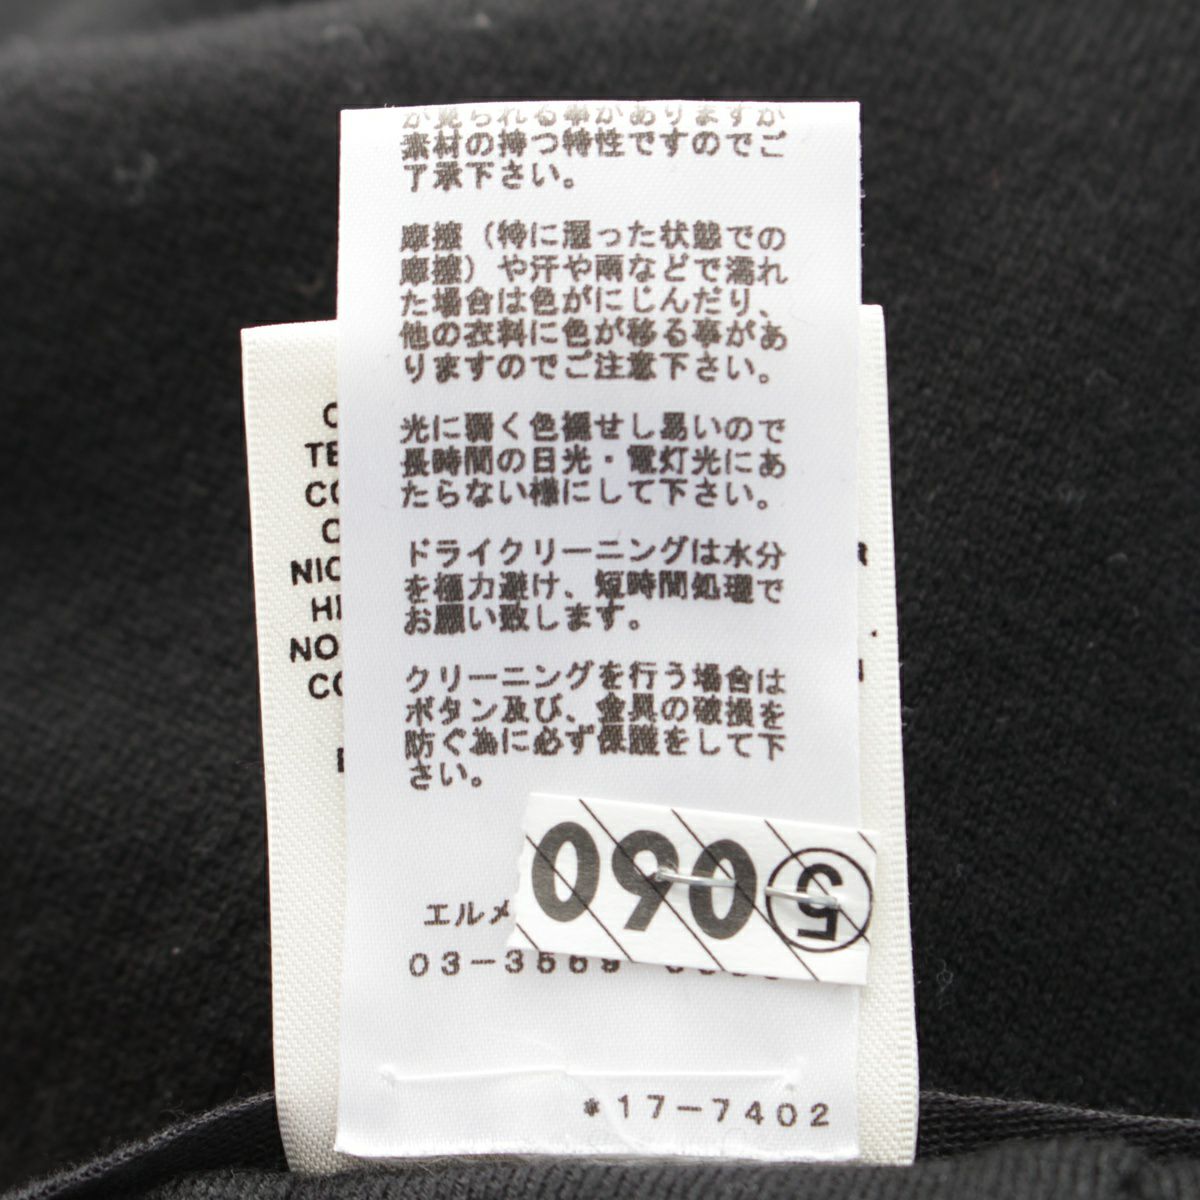 が見られる事がありますが
素材の持つ特性ですのでご
了承下さい。
摩擦（特に湿った状態での
摩擦）や汗や雨などで濡れ
た場合は色がにじんだり、
他の衣料に色が移る事があ
りますのでご注意下さい。
光に弱く色褪せし易いので
長時間の日光・電灯光にあ
たらない様にして下さい。
ドライクリーニングは水分
を極力避け、短時間処理で
お願い致します。
クリーニングを行う場合は
ボタン及び、金具の破損を
防ぐ為に必ず保護をして下
さい。
エルメ
03-3569
⑤060
*17-7402